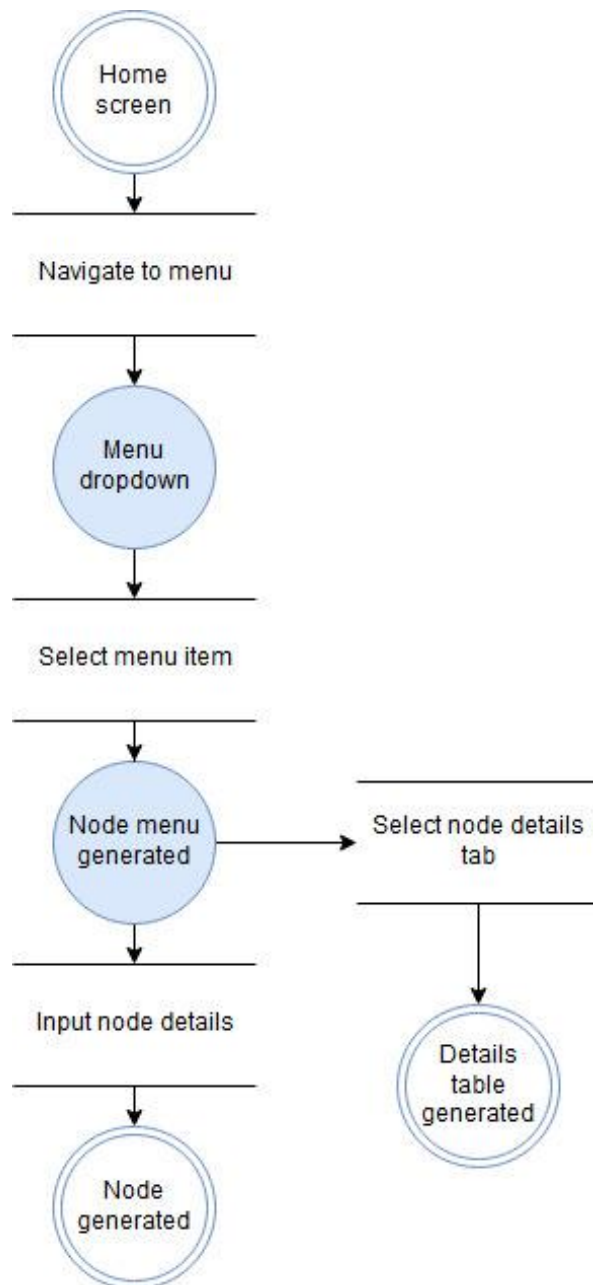 Home
screen
Navigate to menu
Menu
dropdown
Select menu item
Node menu
generated
Select node details
tab
Input node details
Details
table
generated
Node
generated